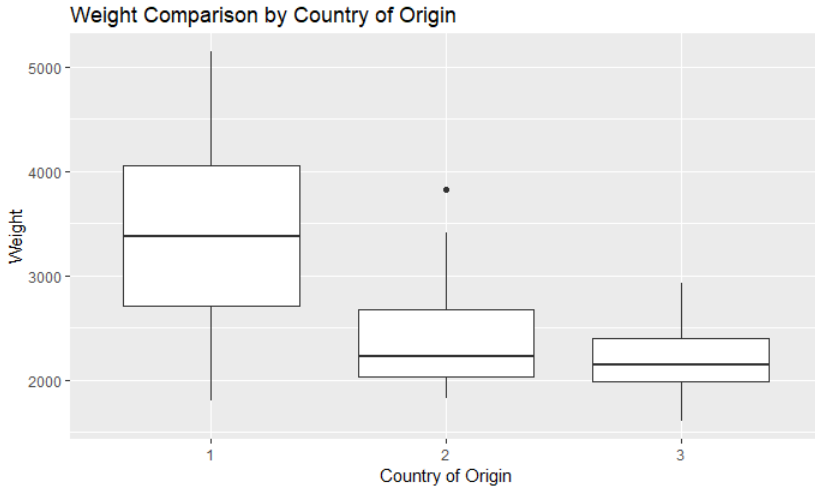 Weight Comparison by Country of Origin
5000
4000
3000
2000
Weight
1
2
3
Country of Origin